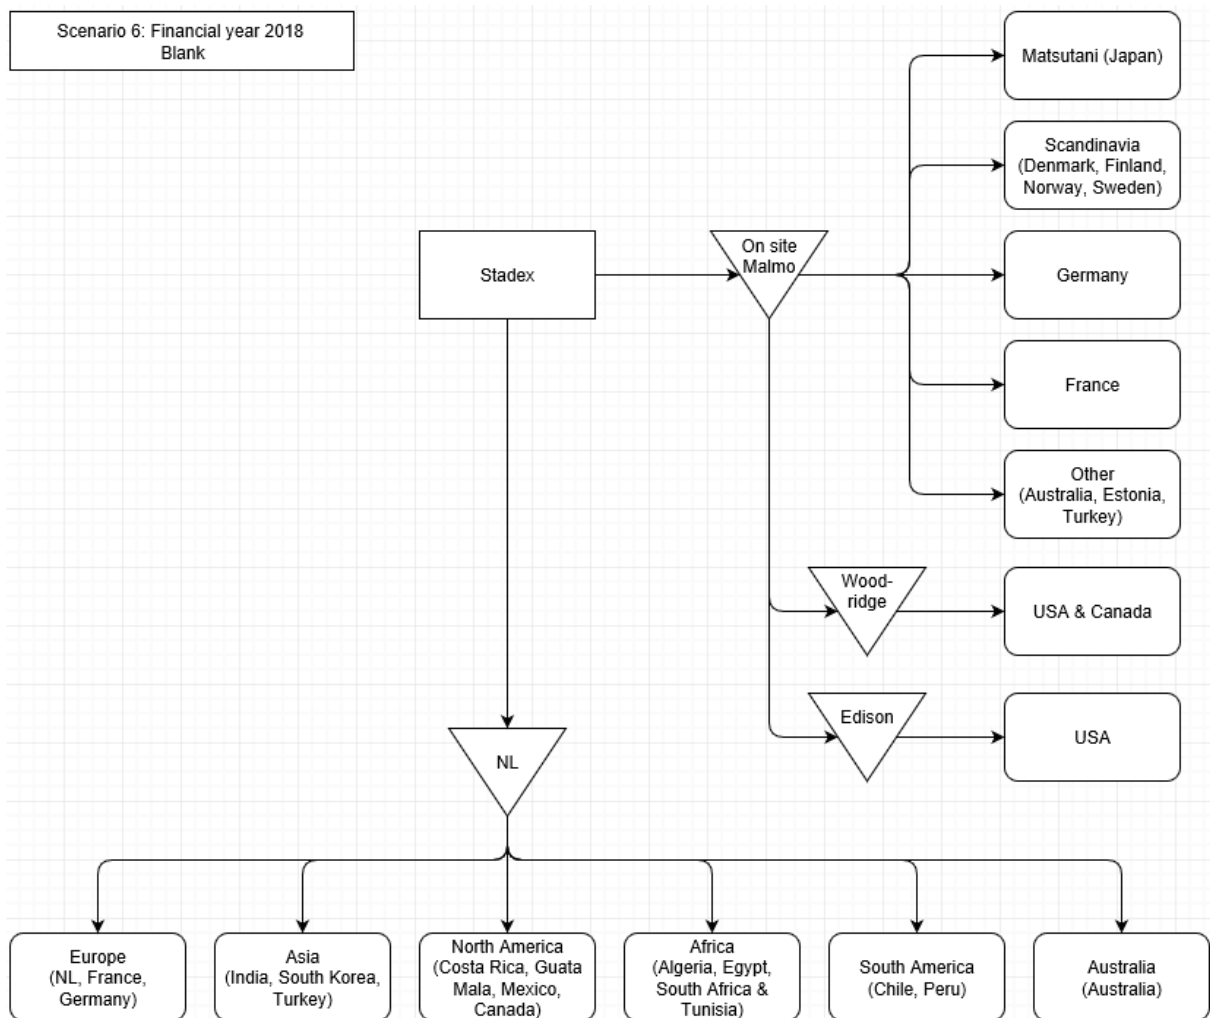 Scenario 6: Financial year 2018
Blank
Matsutani (Japan)
Scandinavia
(Denmark, Finland,
Norway, Sweden)
Stadex
On site
Malmo
Germany
France
Other
(Australia, Estonia,
Turkey)
Wood-
ridge
USA & Canada
Edison
USA
NL
Europe
(NL, France,
Germany)
Asia
(India, South Korea,
Turkey)
North America
(Costa Rica, Guata
Mala, Mexico,
Canada)
Africa
(Algeria, Egypt,
South Africa &
Tunisia)
South America
(Chile, Peru)
Australia
(Australia)